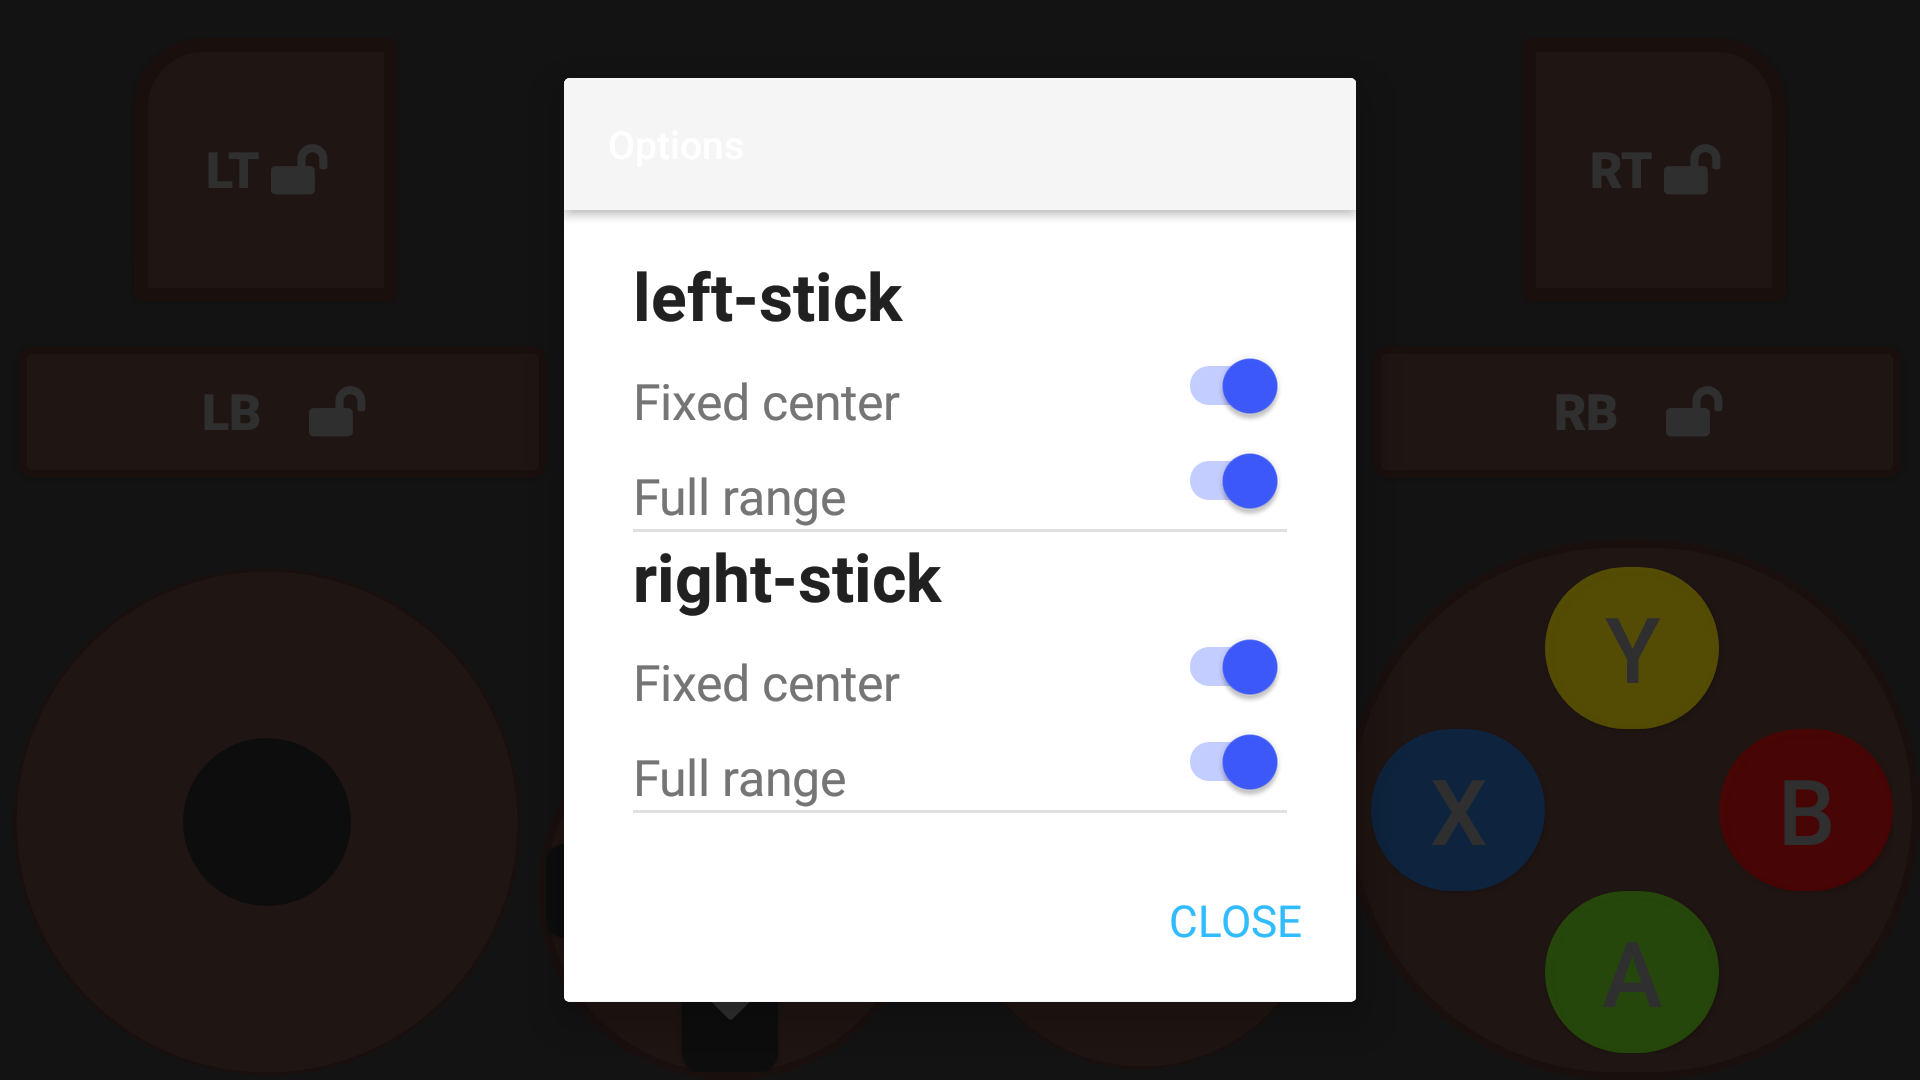 LT
RT
Options
left-stick
LB
Fixed center
RB
Full range
right-stick
Y
Fixed center
X
B
Full range
CLOSE
A